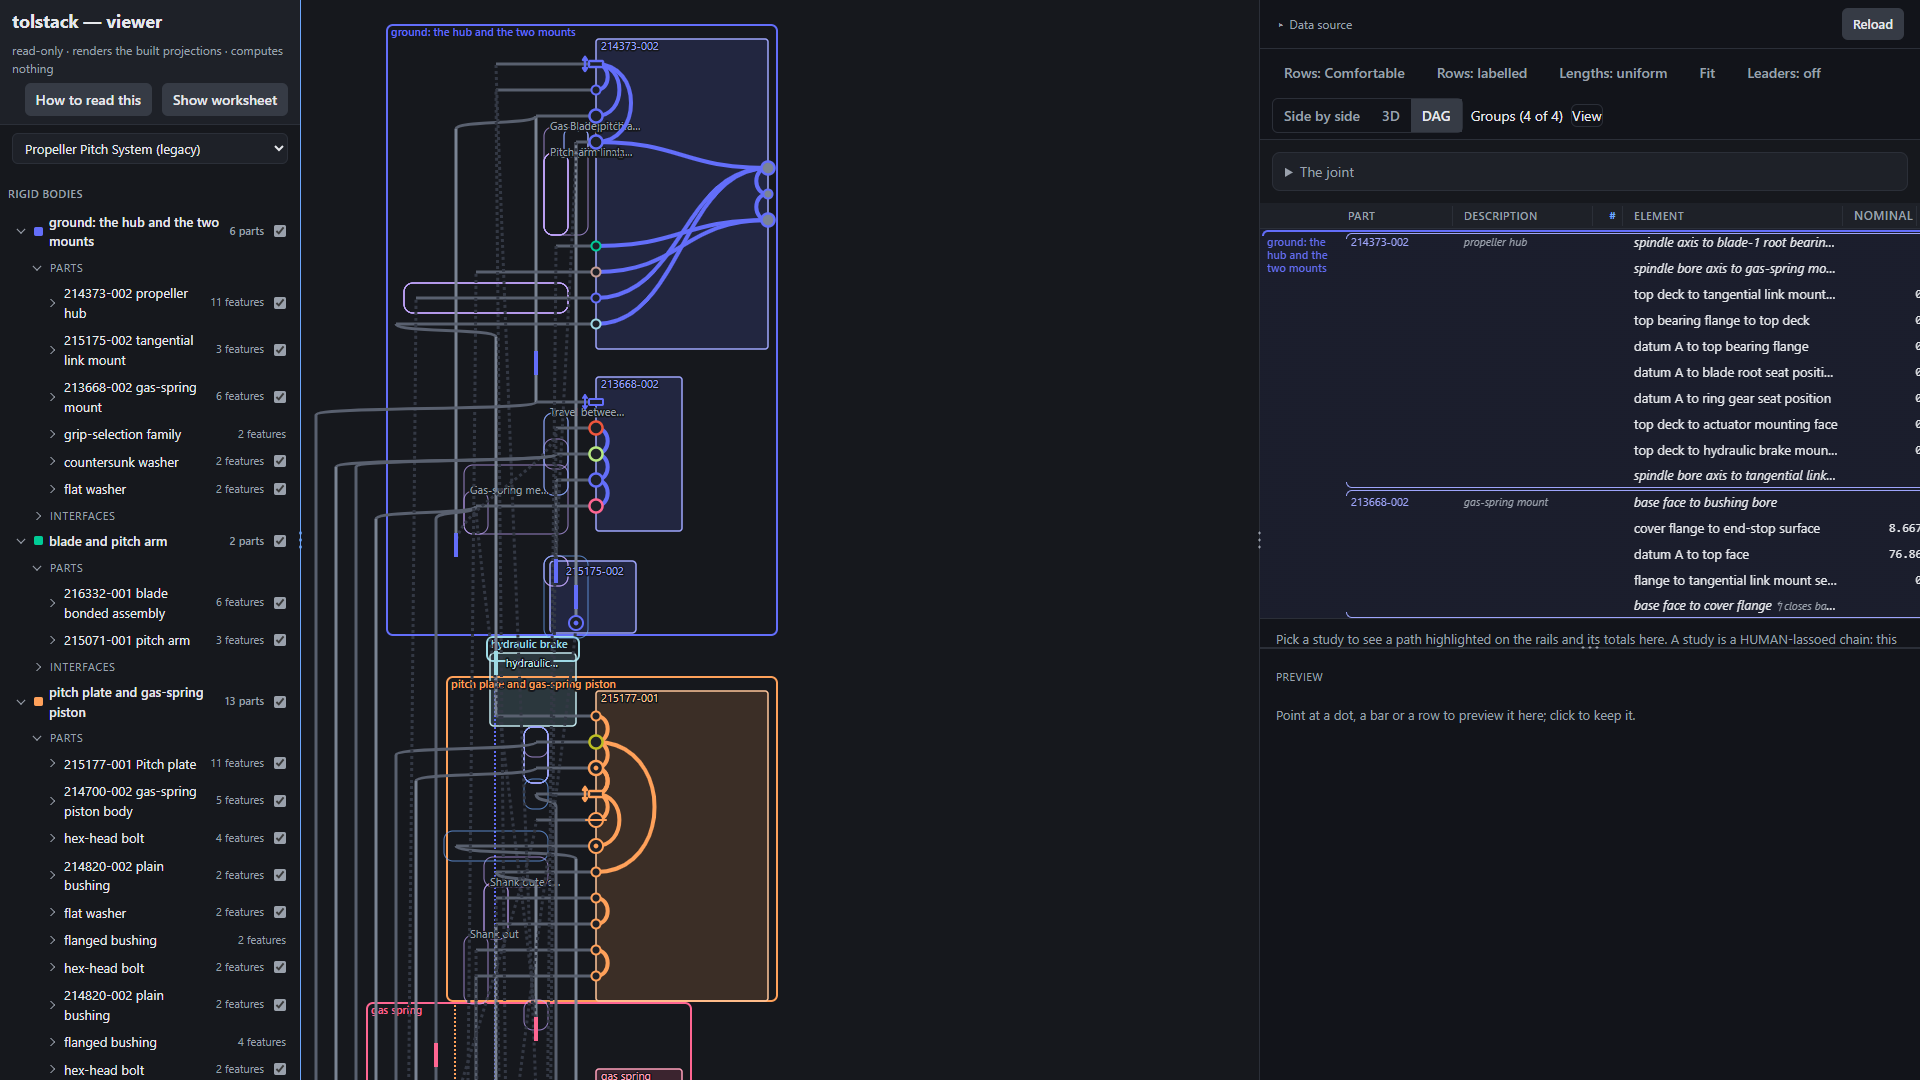 tolstack — viewer
read-only · renders the built projections · computes
nothing
How to read this
Show worksheet
Propeller Pitch System (legacy)
RIGID BODIES
ground: the hub and the two
mounts
6 parts
PARTS
214373-002 propeller
hub
11 features
215175-002 tangential
link mount
3 features
213668-002 gas-spring
mount
6 features
grip-selection family
2 features
countersunk washer
2 features
flat washer
2 features
INTERFACES
blade and pitch arm
2 parts
PARTS
216332-001 blade
bonded assembly
6 features
215071-001 pitch arm
3 features
INTERFACES
pitch plate and gas-spring
piston
13 parts
PARTS
215177-001 Pitch plate
11 features
214700-002 gas-spring
piston body
5 features
hex-head bolt
4 features
214820-002 plain
bushing
2 features
flat washer
2 features
flanged bushing
2 features
hex-head bolt
2 features
214820-002 plain
bushing
2 features
flanged bushing
4 features
hex-head bolt
2 features
ground: the hub and the two mounts
214373-002
213668-002
Travel betwee...
Gas-spring me...
215175-002
hydraulic brake
hydraulic...
pitch plate and gas-spring piston
215177-001
Shank out
gas spring
gas spring
Data source
Reload
Rows: Comfortable
Rows: labelled
Lengths: uniform
Fit
Leaders: off
Side by side
3D
DAG
Groups (4 of 4)
View
The joint
PART
DESCRIPTION
#
ELEMENT
NOMINAL
ground: the
hub and the
two mounts
214373-002
propeller hub
spindle axis to blade-1 root bearin...
spindle bore axis to gas-spring mo...
top deck to tangential link mount...
top bearing flange to top deck
datum A to top bearing flange
datum A to blade root seat positi...
datum A to ring gear seat position
top deck to actuator mounting face
top deck to hydraulic brake moun...
spindle bore axis to tangential link...
213668-002
gas-spring mount
base face to bushing bore
cover flange to end-stop surface
8.667
datum A to top face
76.86
flange to tangential link mount se...
base face to cover flange
closes ba...
Pick a study to see a path highlighted on the rails and its totals here. A study is a HUMAN-lassoed chain: this
PREVIEW
Point at a dot, a bar or a row to preview it here; click to keep it.